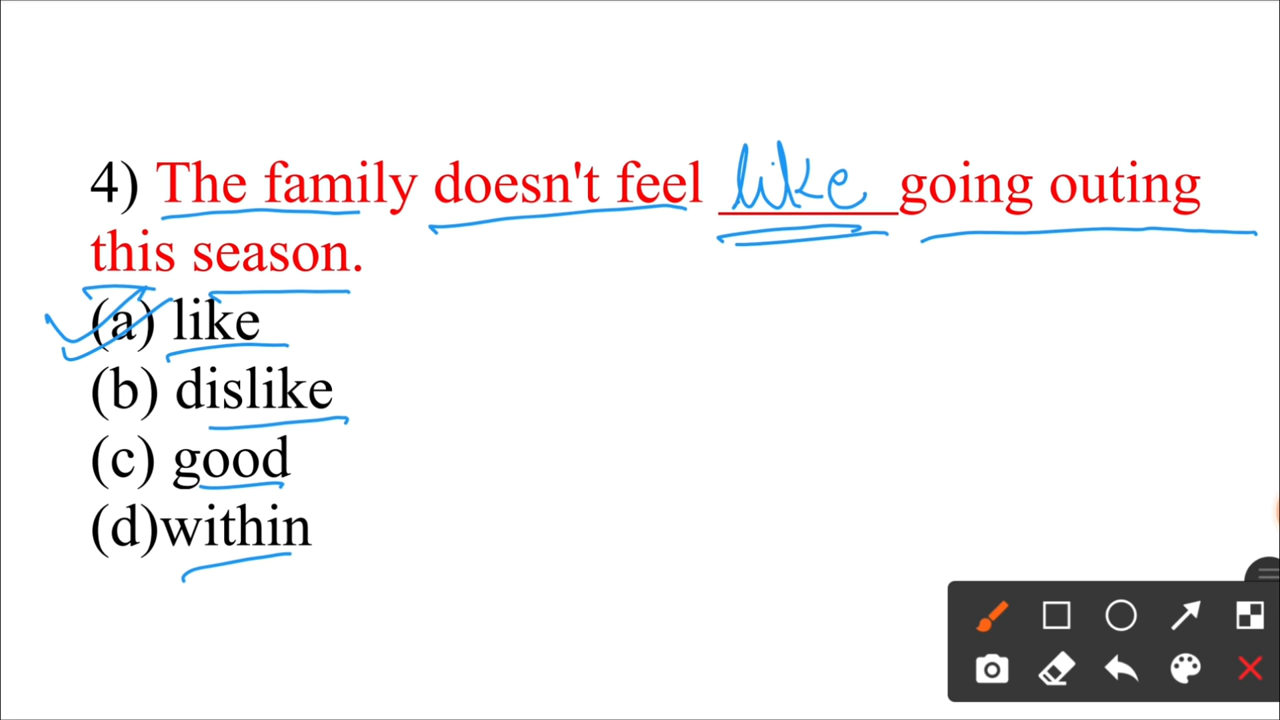 4) The family doesn't feel like going outing
this season.
(a) like
(b) dislike
(c) good
(d)within